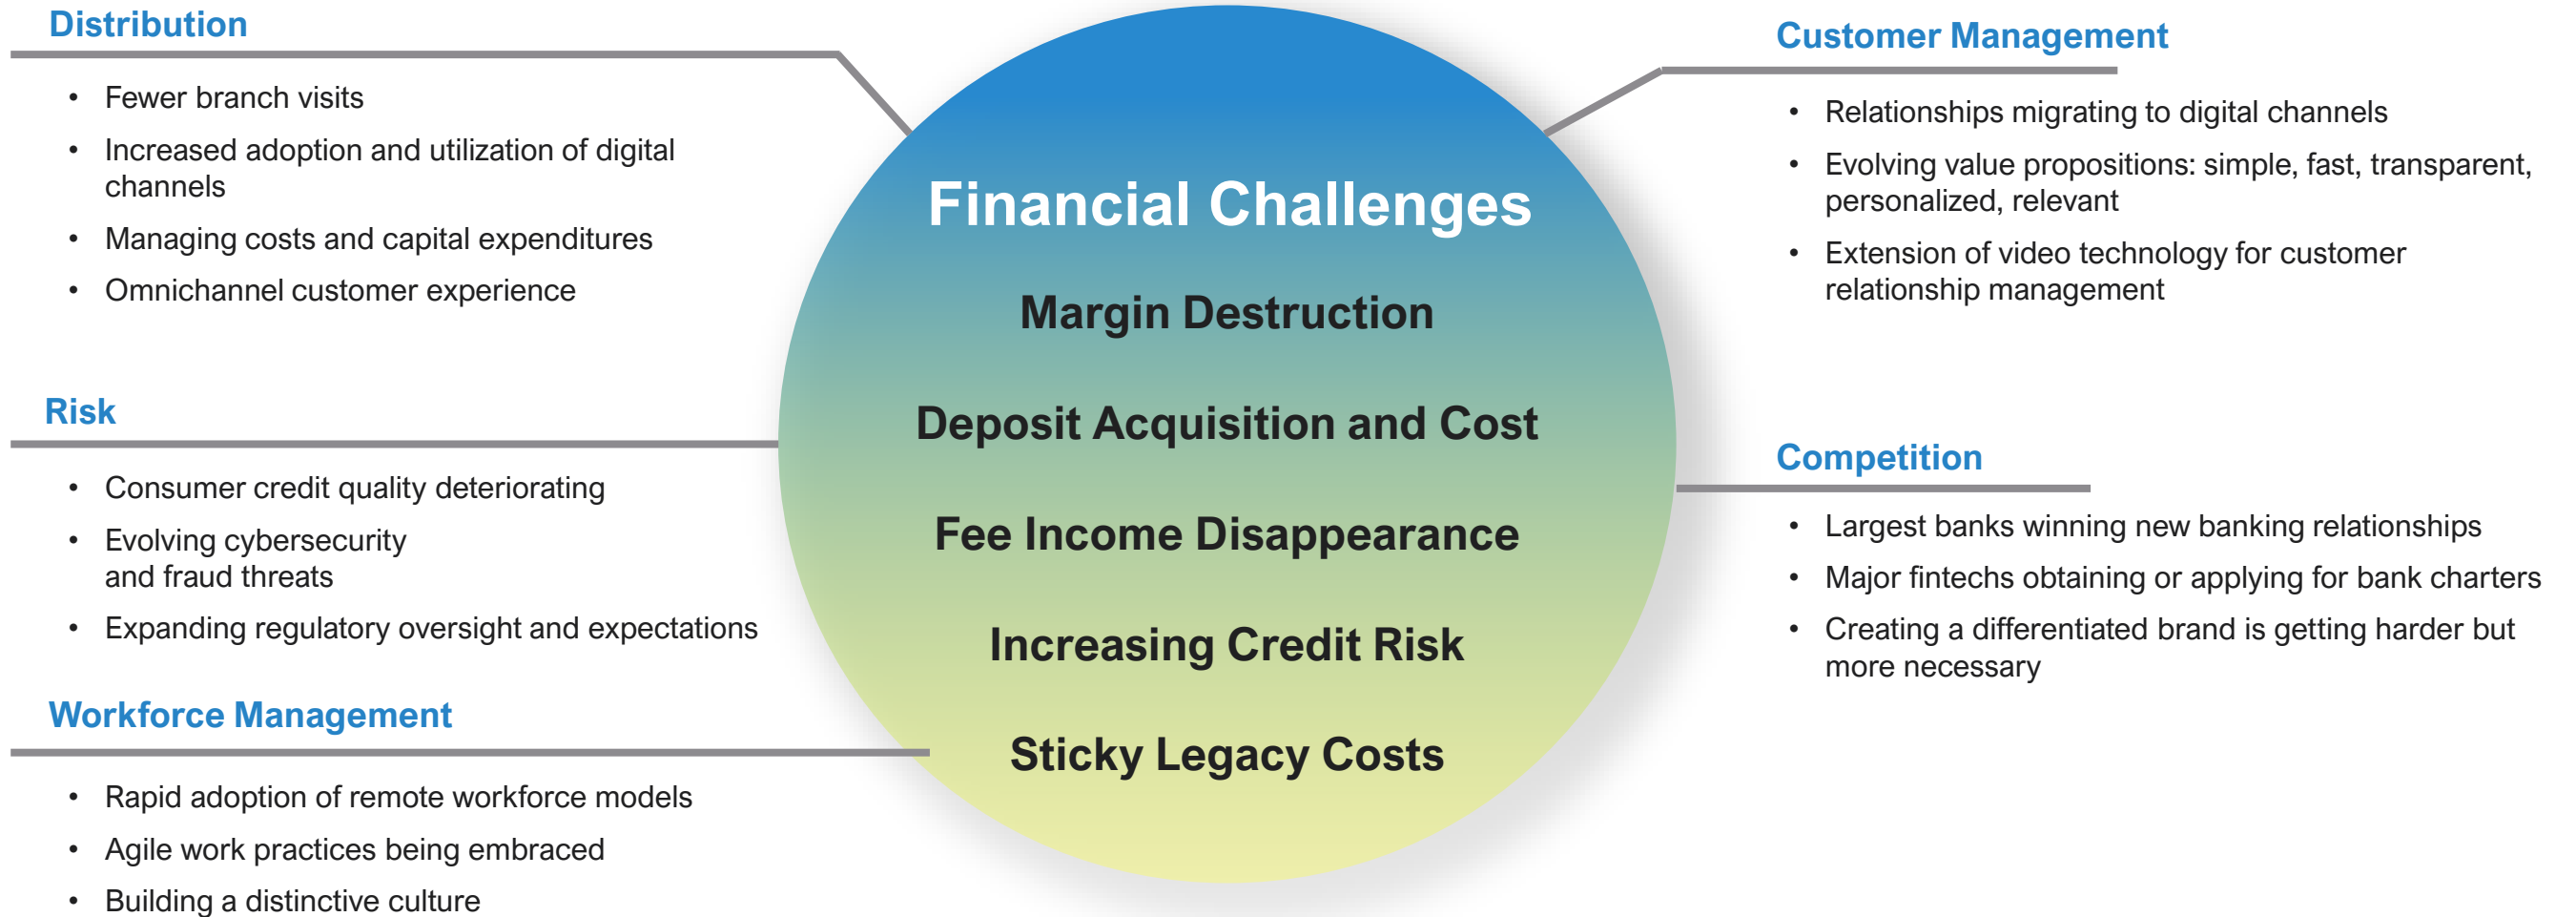 Distribution
• Fewer branch visits
• Increased adoption and utilization of digital
channels
• Managing costs and capital expenditures
• Omnichannel customer experience
Risk
• Consumer credit quality deteriorating
• Evolving cybersecurity
and fraud threats
• Expanding regulatory oversight and expectations
Workforce Management
• Rapid adoption of remote workforce models
• Agile work practices being embraced
• Building a distinctive culture
Financial Challenges
Margin Destruction
Deposit Acquisition and Cost
Fee Income Disappearance
Increasing Credit Risk
Sticky Legacy Costs
Customer Management
• Relationships migrating to digital channels
• Evolving value propositions: simple, fast, transparent,
personalized, relevant
• Extension of video technology for customer
relationship management
Competition
• Largest banks winning new banking relationships
• Major fintechs obtaining or applying for bank charters
• Creating a differentiated brand is getting harder but
more necessary